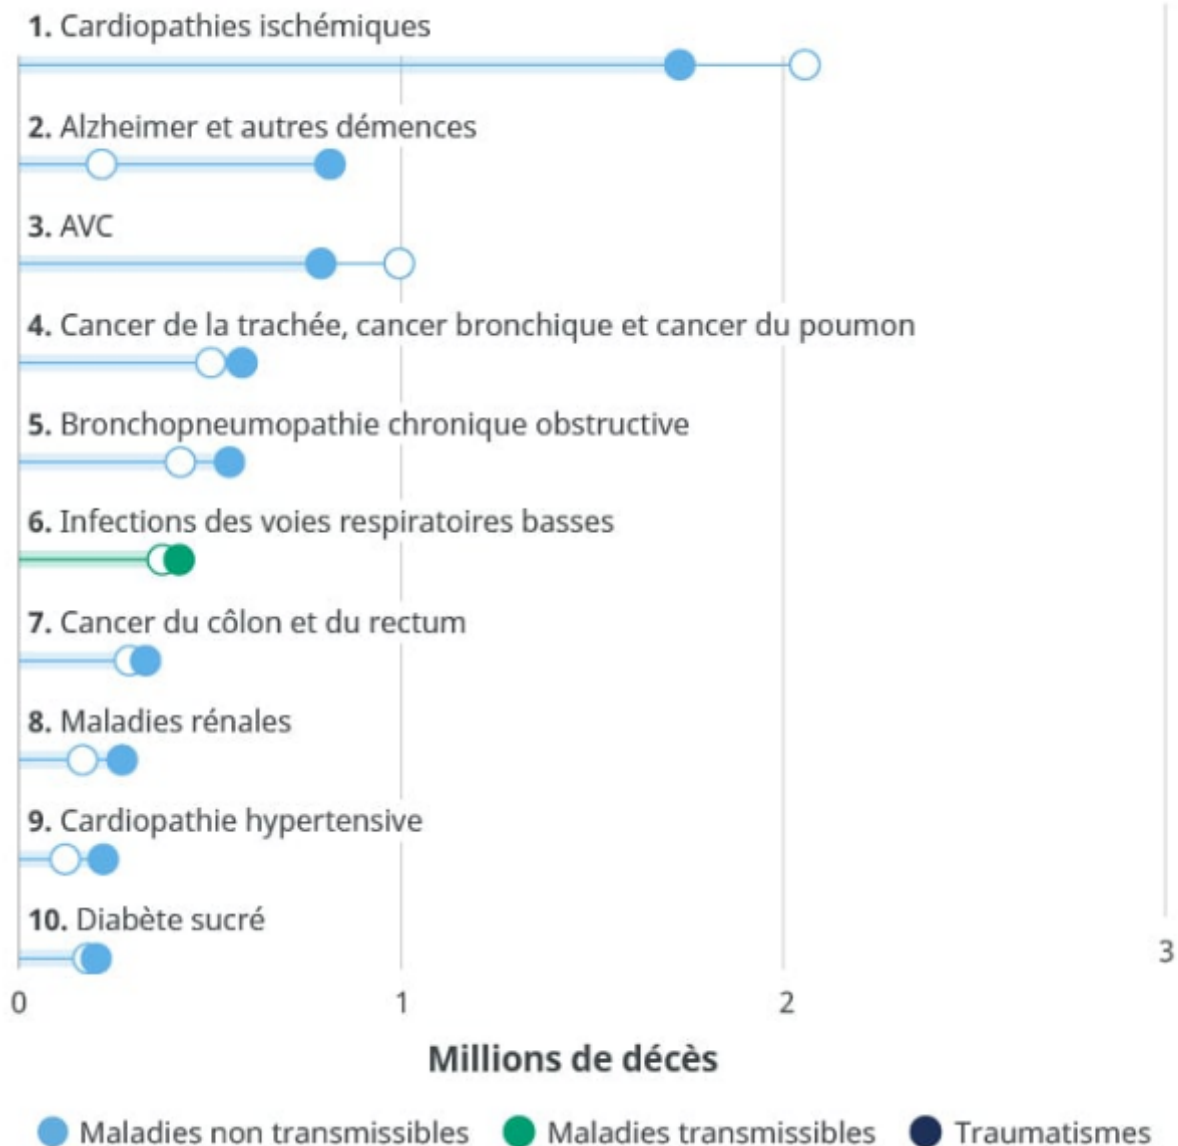 1. Cardiopathies ischémiques
2. Alzheimer et autres démences
3. AVC
4. Cancer de la trachée, cancer bronchique et cancer du poumon
5. Bronchopneumopathie chronique obstructive
6. Infections des voies respiratoires basses
7. Cancer du côlon et du rectum
8. Maladies rénales
9. Cardiopathie hypertensive
10. Diabète sucré
0 1 2 3
Millions de décès
Maladies non transmissibles Maladies transmissibles Traumatismes